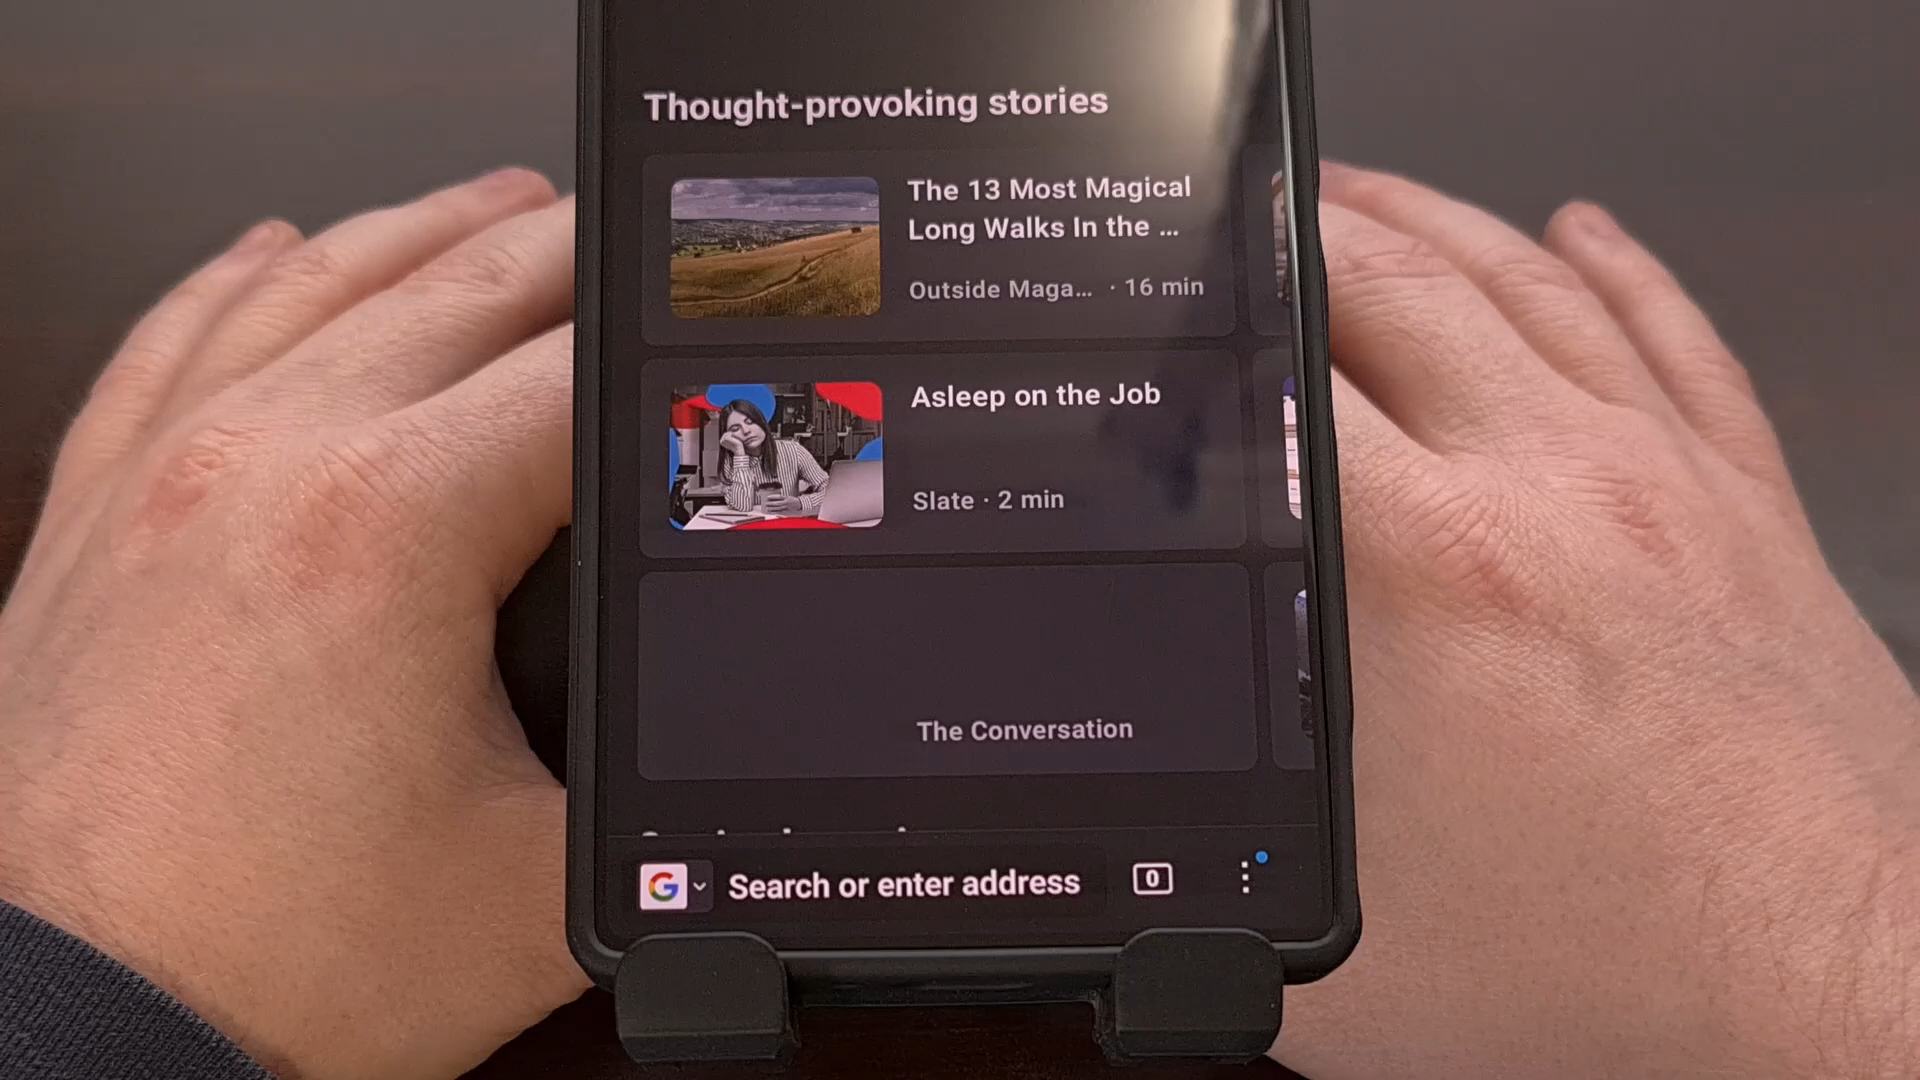 Thought-provoking stories
The 13 Most Magical
Long Walks In the ...
Outside Maga... · 16 min
Asleep on the Job
Slate · 2 min
The Conversation
G Search or enter address 0